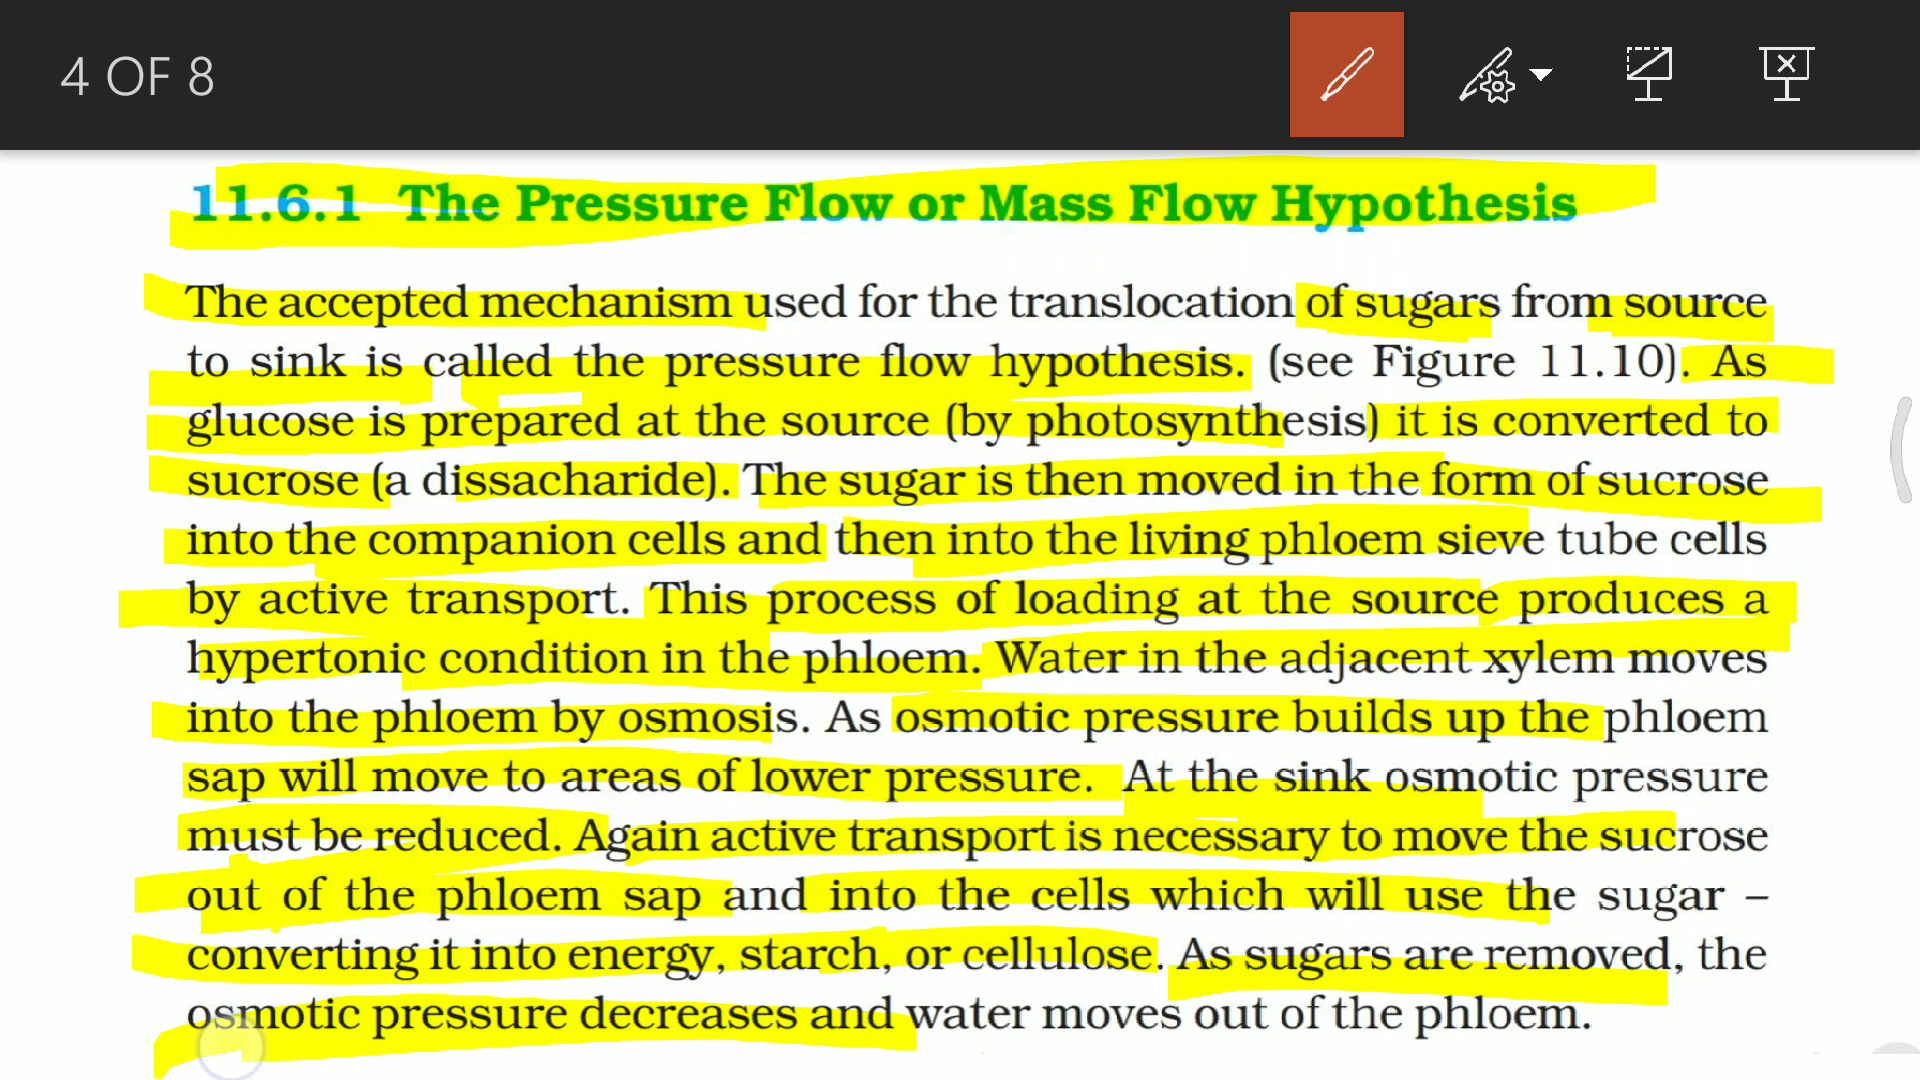 4 OF 8
11.6.1 The Pressure Flow or Mass Flow Hypothesis
The accepted mechanism used for the translocation of sugars from source
to sink is called the pressure flow hypothesis. (see Figure 11.10). As
glucose is prepared at the source (by photosynthesis) it is converted to
sucrose (a dissacharide). The sugar is then moved in the form of sucrose
into the companion cells and then into the living phloem sieve tube cells
by active transport. This process of loading at the source produces a
hypertonic condition in the phloem. Water in the adjacent xylem moves
into the phloem by osmosis. As osmotic pressure builds up the phloem
sap will move to areas of lower pressure. At the sink osmotic pressure
must be reduced. Again active transport is necessary to move the sucrose
out of the phloem sap and into the cells which will use the sugar –
converting it into energy, starch, or cellulose. As sugars are removed, the
osmotic pressure decreases and water moves out of the phloem.